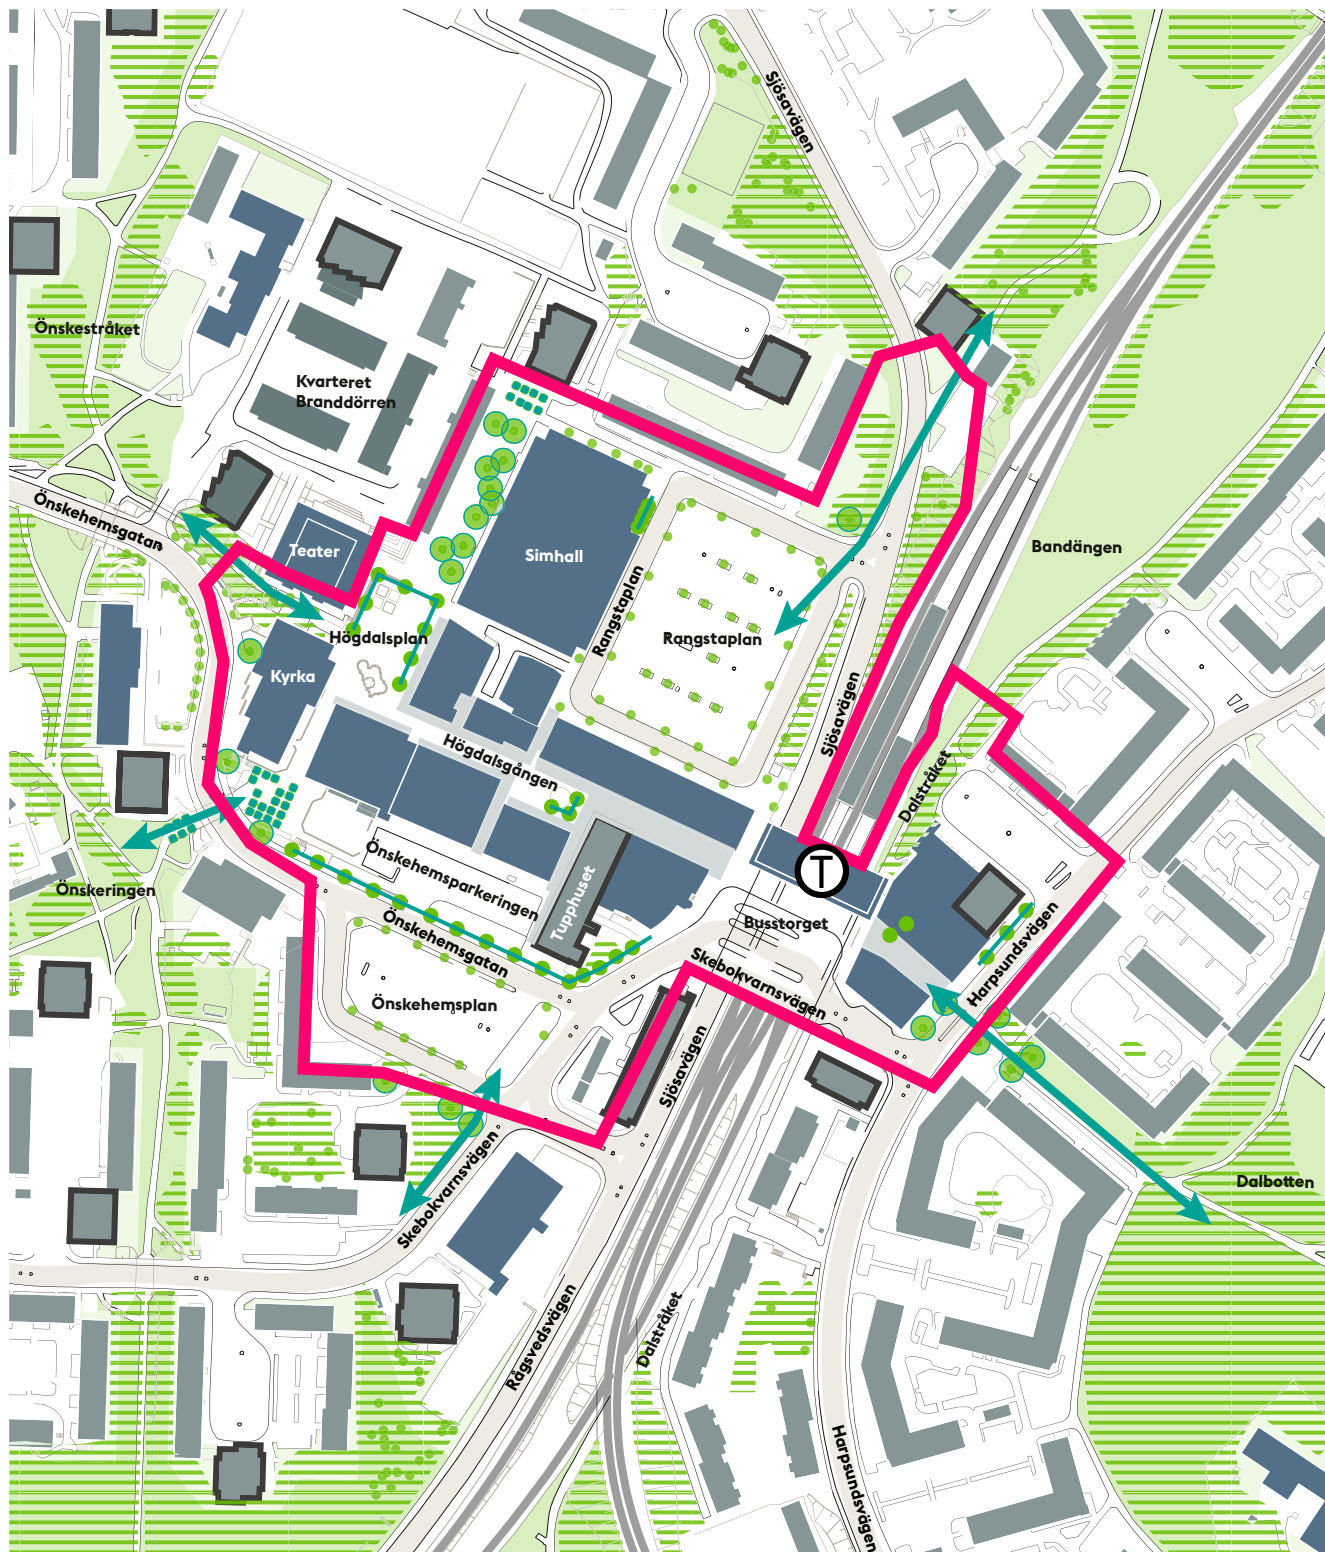 Sjösavägen
Önskestråket
Kvarteret
Branddörren
Önskehemsgatan
Teater
Simhall
Bandängen
Rangstaplan
Rangstaplan
Högdalsplan
Kyrka
Sjösavägen
Högdalsgången
Dalstråket
Önskehemsparkeringen
T
Önskeringen
Tupphuset
Önskehemsgatan
Busstorget
Skebokvarnsvägen
Harpsundsvägen
Önskehemsplan
Sjösavägen
Skebokvarnsvägen
Dalbotten
Rågsvedsvägen
Dalstråket
Harpsundsvägen